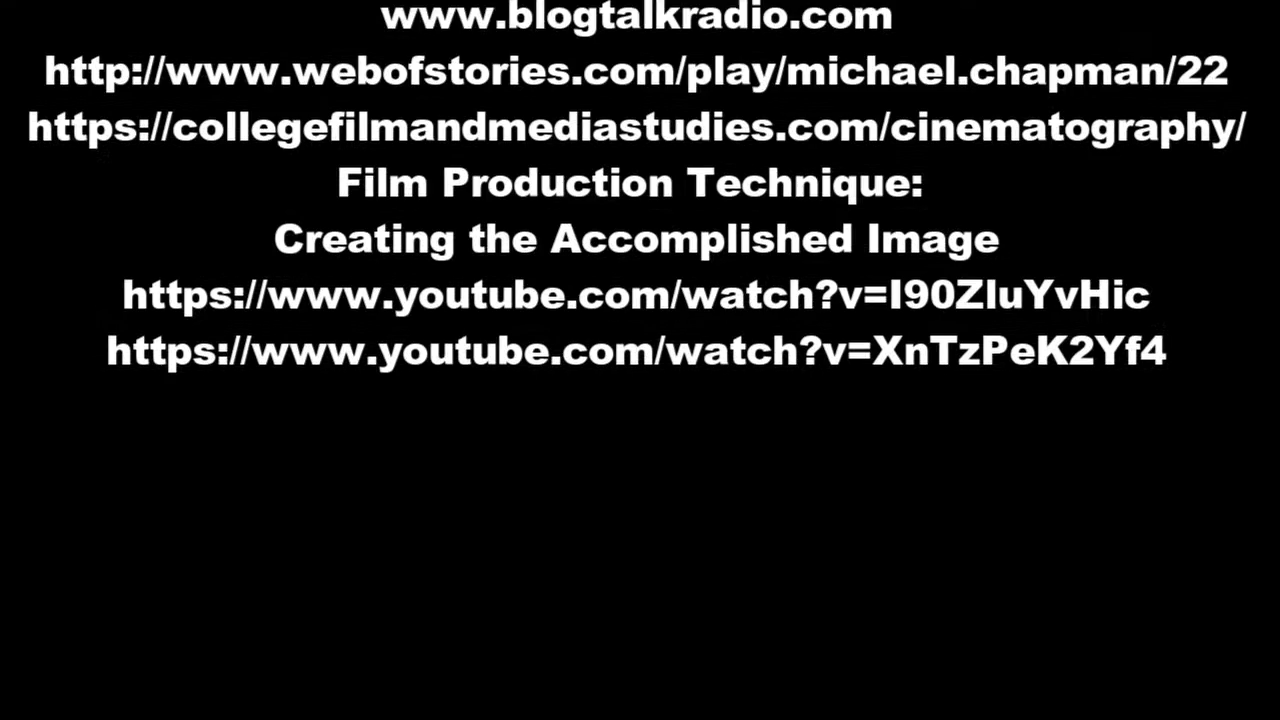 www.blogtalkradio.com
http://www.webofstories.com/play/michael.chapman/22
https://collegefilmandmediastudies.com/cinematography/
Film Production Technique:
Creating the Accomplished Image
https://www.youtube.com/watch?v=I90ZIuYvHic
https://www.youtube.com/watch?v=XnTzPeK2Yf4